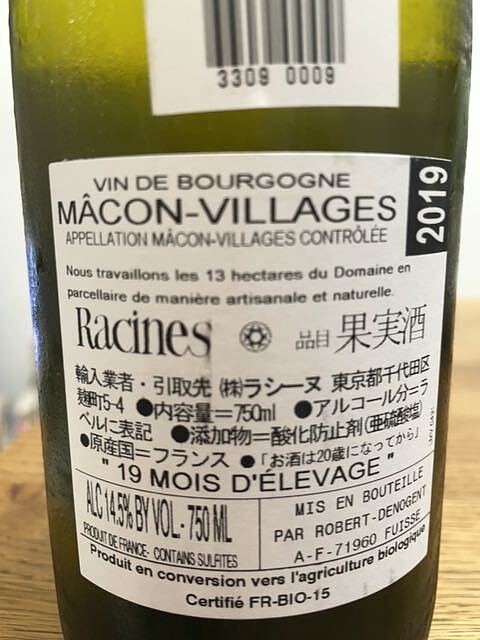 3309 0009
VIN DE BOURGOGNE
MÂCON-VILLAGES
2019
APPELLATION MÂCON-VILLAGES CONTRÔLÉE
Nous travaillons les 13 hectares du Domaine en
parcellaire de manière artisanale et naturelle.
Racines 品目 果実酒
輸入業者・引取先 ㈱ラシーヌ 東京都千代田区
麹町5-4 ●内容量=750ml ●アルコール分=ラ
ベルに表記 ●添加物=酸化防止剤(亜硫酸塩)
●原産国=フランス ●「お酒は20歳になってから」
" 19 MOIS D'ÉLEVAGE "
ALC 14,5% BY VOL.- 750 ML
PRODUIT DE FRANCE- CONTAINS SULFITES
MIS EN BOUTEILLE
PAR ROBERT-DENOGENT
A-F-71960 FUISSE
Produit en conversion vers l'agriculture biologique
Certifié FR-BIO-15